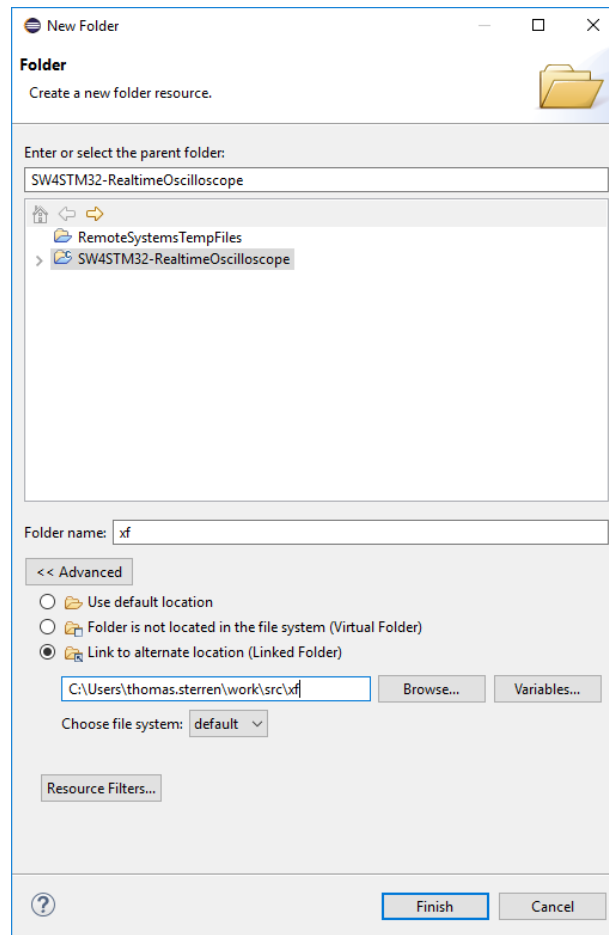 New Folder
Folder
Create a new folder resource.
Enter or select the parent folder:
SW4STM32-RealtimeOscilloscope
RemoteSystemsTempFiles
SW4STM32-RealtimeOscilloscope
Folder name: xf
<< Advanced
Use default location
Folder is not located in the file system (Virtual Folder)
Link to alternate location (Linked Folder)
C:\Users\thomas.sterren\work\src\xf Browse... Variables...
Choose file system: default
Resource Filters...
? Finish Cancel